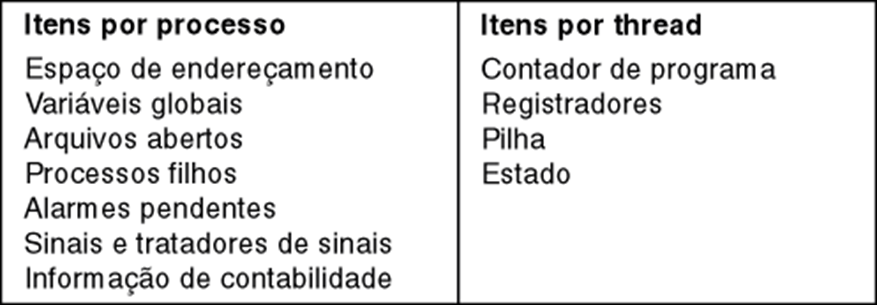 Itens por processo
Espaço de endereçamento
Variáveis globais
Arquivos abertos
Processos filhos
Alarmes pendentes
Sinais e tratadores de sinais
Informação de contabilidade
Itens por thread
Contador de programa
Registradores
Pilha
Estado